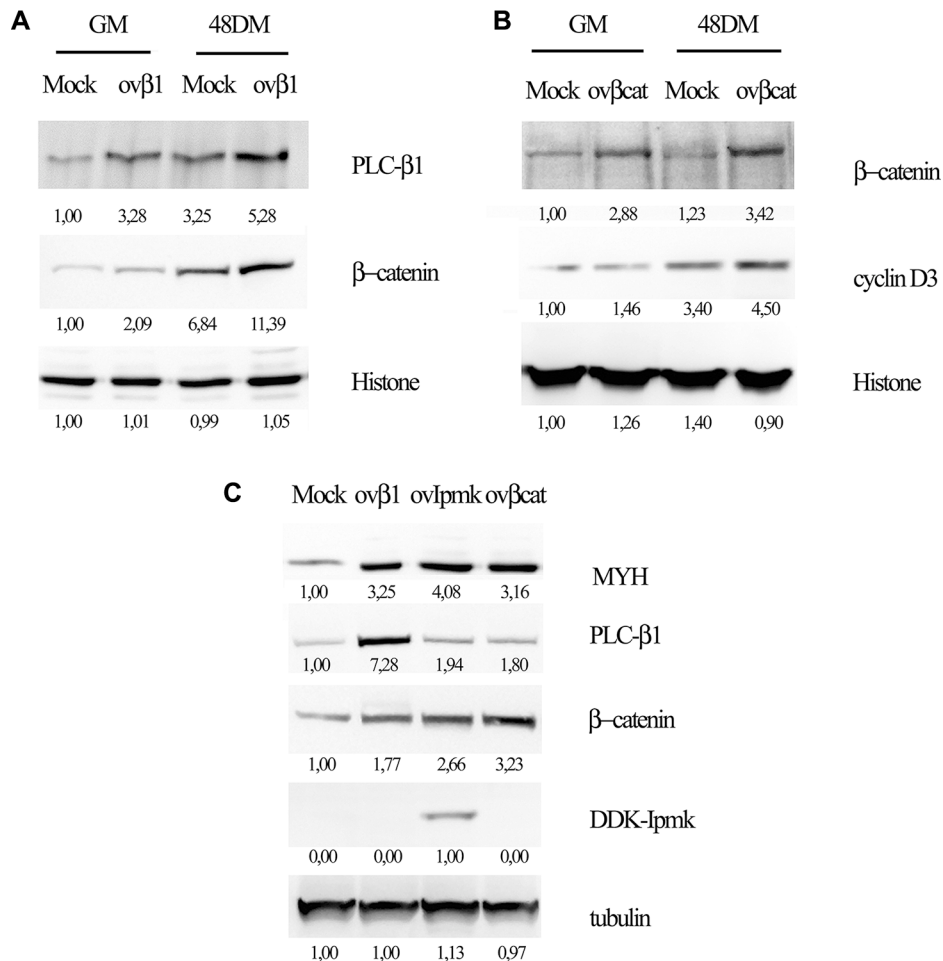 A
GM 48DM
Mock ovβ1 Mock ovβ1
PLC-β1
1,00 3,28 3,25 5,28
β–catenin
1,00 2,09 6,84 11,39
Histone
1,00 1,01 0,99 1,05
B
GM 48DM
Mock ovβcat Mock ovβcat
β–catenin
1,00 2,88 1,23 3,42
cyclin D3
1,00 1,46 3,40 4,50
Histone
1,00 1,26 1,40 0,90
C
Mock ovβ1 ovIpmk ovβcat
MYH
1,00 3,25 4,08 3,16
PLC-β1
1,00 7,28 1,94 1,80
β–catenin
1,00 1,77 2,66 3,23
DDK-Ipmk
0,00 0,00 1,00 0,00
tubulin
1,00 1,00 1,13 0,97